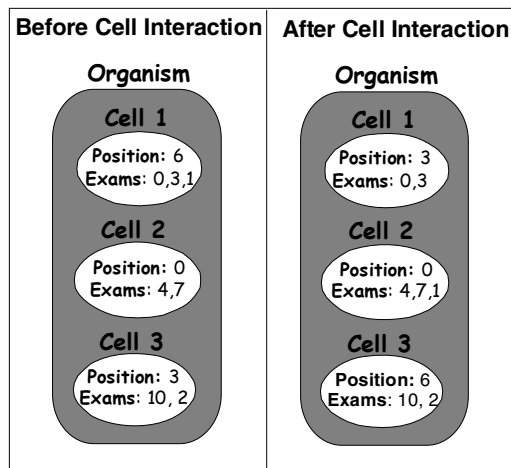 Before Cell Interaction
Organism
Cell 1
Position: 6
Exams: 0,3,1
Cell 2
Position: 0
Exams: 4,7
Cell 3
Position: 3
Exams: 10, 2
After Cell Interaction
Organism
Cell 1
Position: 3
Exams: 0,3
Cell 2
Position: 0
Exams: 4,7,1
Cell 3
Position: 6
Exams: 10, 2